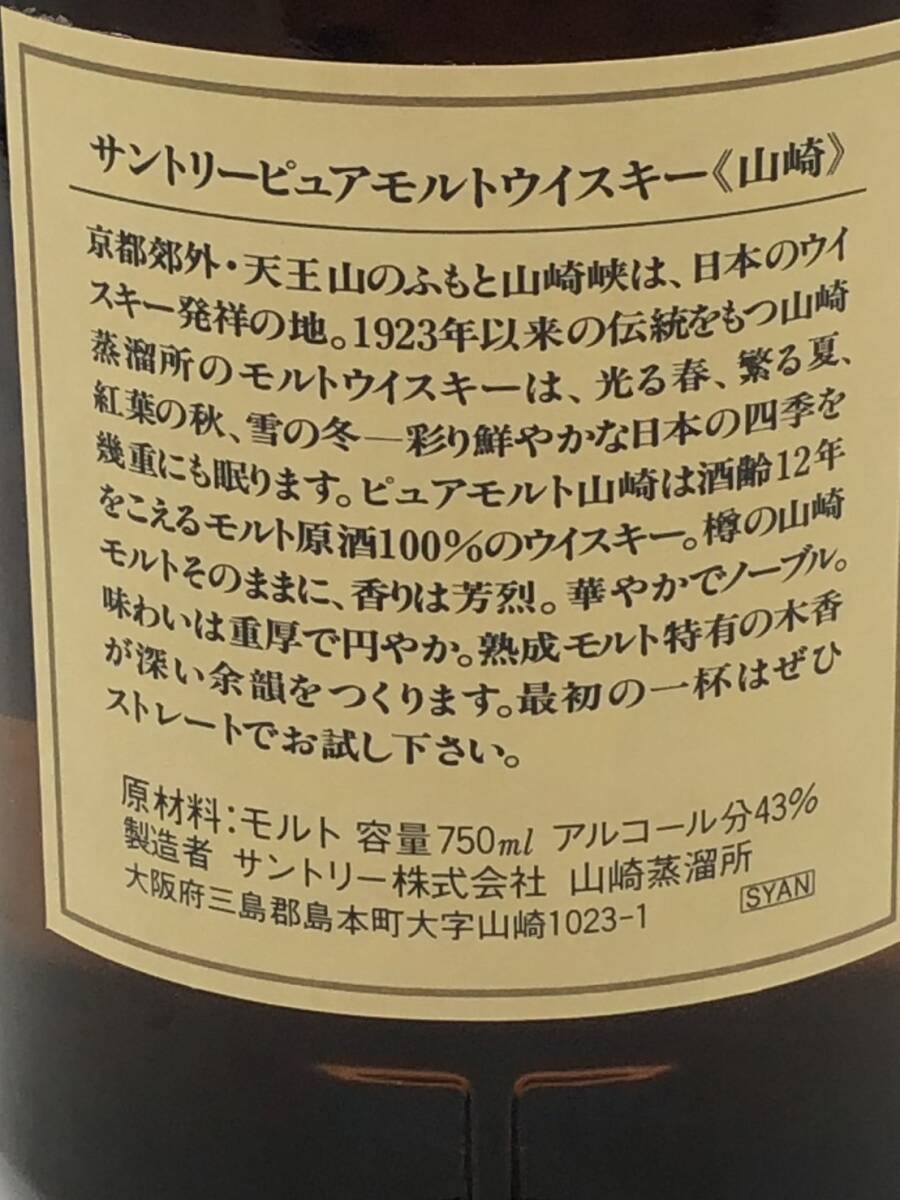 サントリーピュアモルトウイスキー《山崎》
京都郊外・天王山のふもと山崎峡は、日本のウイ
スキー発祥の地。1923年以来の伝統をもつ山崎
蒸溜所のモルトウイスキーは、光る春、繁る夏、
紅葉の秋、雪の冬―彩り鮮やかな日本の四季を
幾重にも眠ります。ピュアモルト山崎は酒齢12年
をこえるモルト原酒100%のウイスキー。樽の山崎
モルトそのままに、香りは芳烈。華やかでノーブル。
味わいは重厚で円やか。熟成モルト特有の木香
が深い余韻をつくります。最初の一杯はぜひ
ストレートでお試し下さい。
原材料:モルト 容量750ml アルコール分43%
製造者 サントリー株式会社 山崎蒸溜所
大阪府三島郡島本町大字山崎1023-1
SYAN